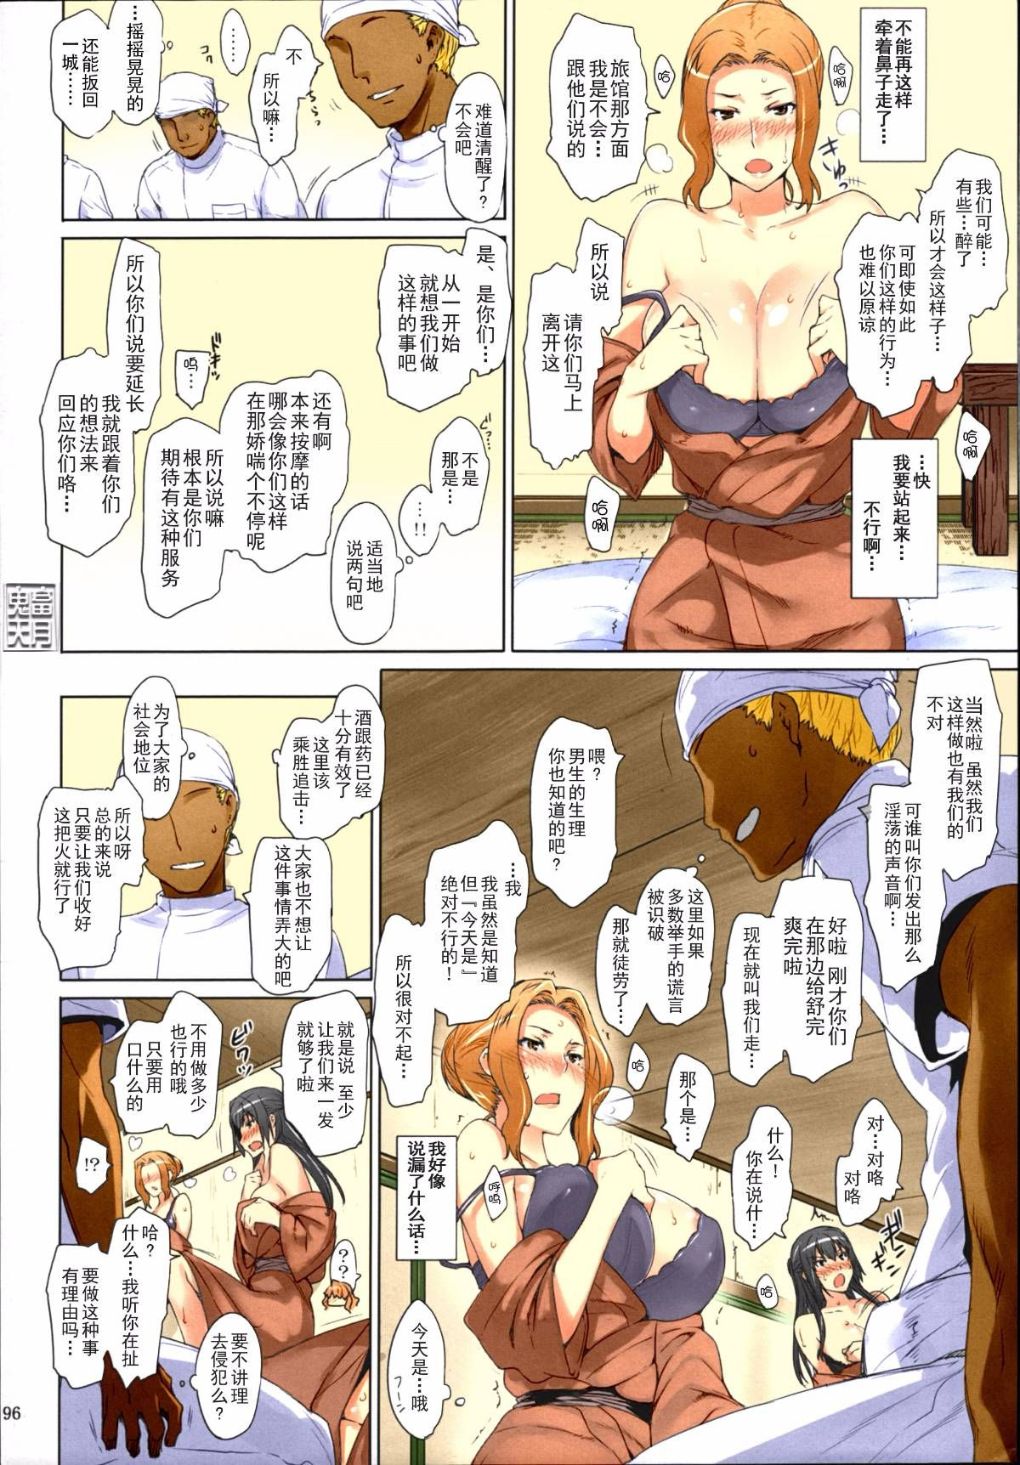 不能再这样
牵着鼻子走了…
我们可能…
有些…醉了
所以才会这样子…
可即使如此
你们这样的行为…
也难以原谅
哈啊
哈
旅馆那方面
我是不会…
跟他们说的
所以说
请你们马上
离开这
哈啊
哈啊
…快
我要站起来…
不行啊…
难道清醒了?
不会吧
不
所以嘛…
……
…摇摇晃晃的
还能扳回
一城……
是、是你们…
从一开始
就想我们做
这样的事吧
不是
那是…
…!!
适当地
说两句吧
还有啊
本来按摩的话
哪会像你们这样
在那娇喘个不停呢
所以说嘛
根本是你们
期待有这种服务
呜…
所以你们说要延长
我就跟着你们
的想法来
回应你们咯…
当然啦 虽然我们
这样做也有我们的
不对
可谁叫你们发出那么
淫荡的声音啊…
好啦 刚才你们
在那边给舒完
爽完啦
现在就叫我们走…
喂?
男生的生理
你也知道的吧?
这里如果
多数举手的谎言
被识破
那就徒劳了…
…我
我虽然是知道
但『今天是』
绝对不行的!
所以很对不起…
哈
那个是…
什么!
你在说什…
对…对咯
对咯
哈
我好像
说漏了什么话…
呼呜
今天是…哦
酒跟药已经
十分有效了
这里该
乘胜追击…
为了大家的
社会地位
所以呀
总的来说
只要让我们收好
这把火就行了
大家也不想让
这件事情弄大的吧
就是说 至少
让我们来一发
就够了啦
不用做多少
也行的哦
只要用
口什么的
!?
??
哈?
什么…我听你在扯
要做这种事
有理由吗…
要不讲理
去侵犯么?
鬼富
天月
96